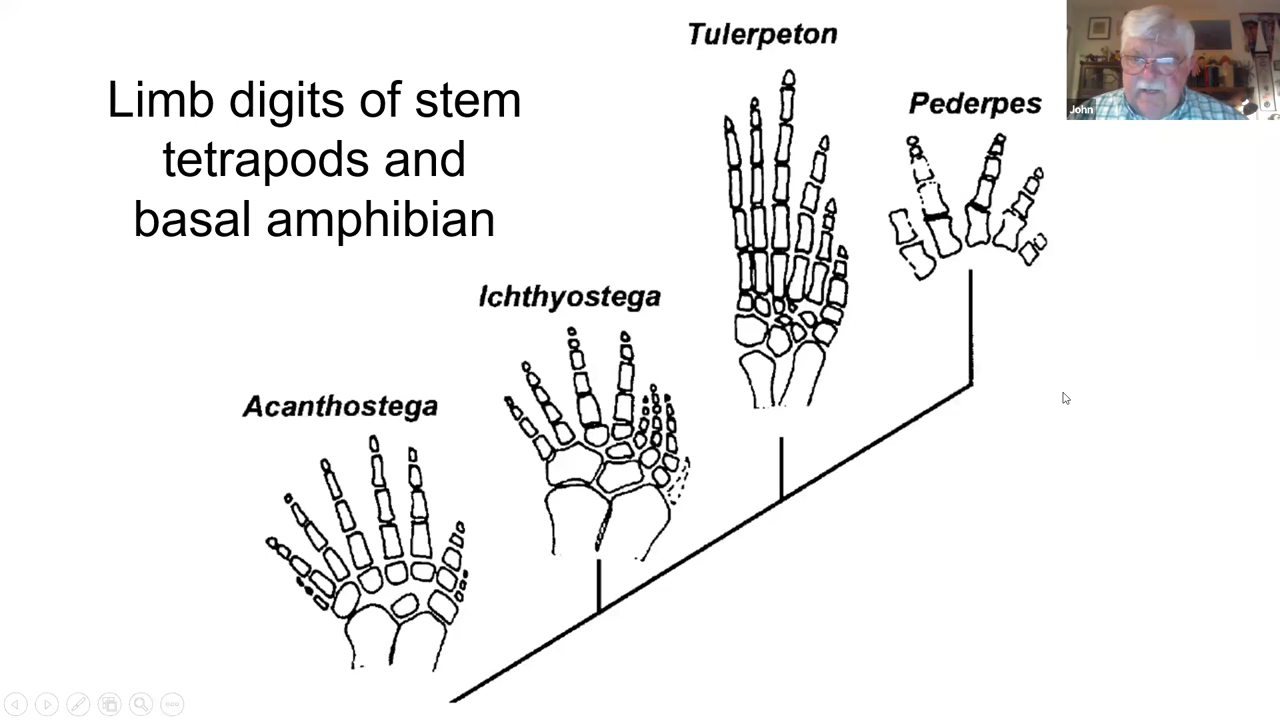 Limb digits of stem
tetrapods and
basal amphibian
Tulerpeton
Pederpes
Ichthyostega
Acanthostega
John